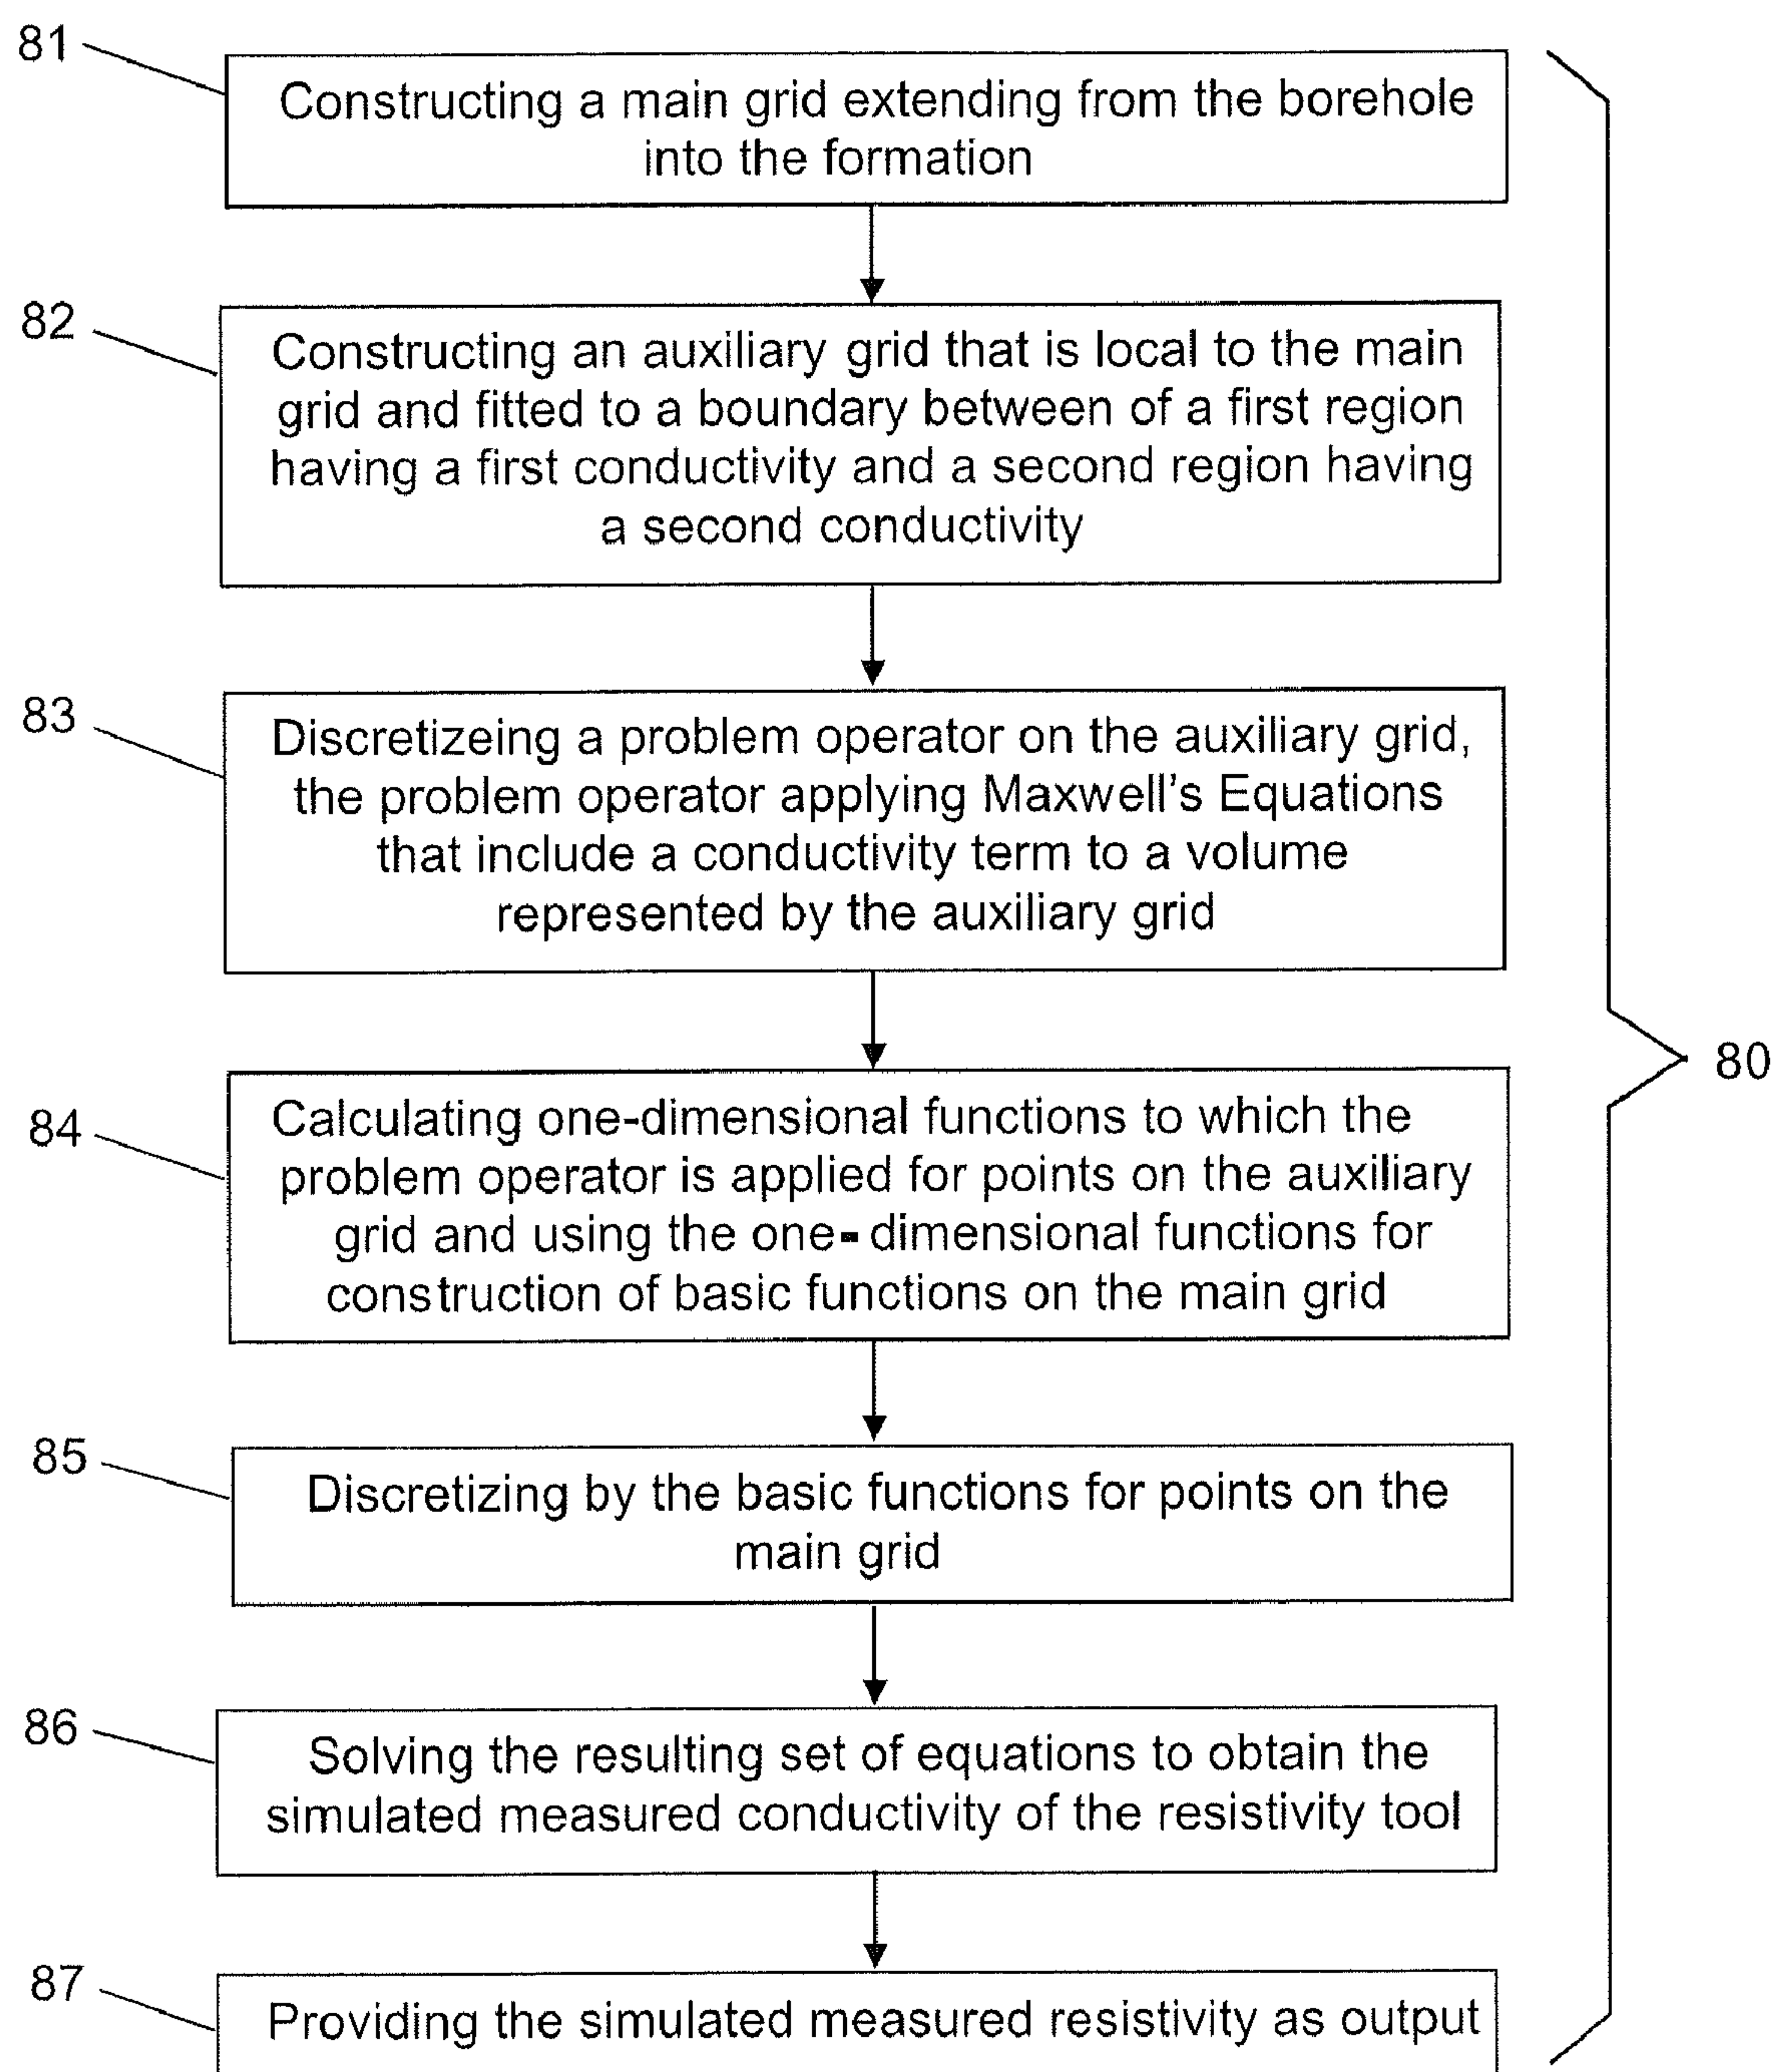 81
Constructing a main grid extending from the borehole
into the formation
82
Constructing an auxiliary grid that is local to the main
grid and fitted to a boundary between of a first region
having a first conductivity and a second region having
a second conductivity
83
Discretizeing a problem operator on the auxiliary grid,
the problem operator applying Maxwell's Equations
that include a conductivity term to a volume
represented by the auxiliary grid
80
84
Calculating one-dimensional functions to which the
problem operator is applied for points on the auxiliary
grid and using the one-dimensional functions for
construction of basic functions on the main grid
85
Discretizing by the basic functions for points on the
main grid
86
Solving the resulting set of equations to obtain the
simulated measured conductivity of the resistivity tool
87
Providing the simulated measured resistivity as output